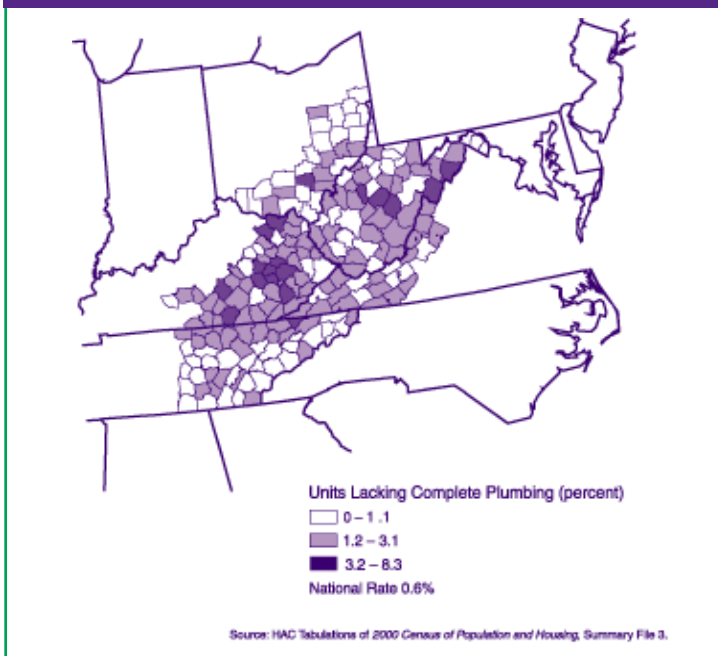 Units Lacking Complete Plumbing (percent)
0 – 1 .1
1.2 – 3.1
3.2 – 8.3
National Rate 0.6%
Source: HAC Tabulations of 2000 Census of Population and Housing, Summary File 3.